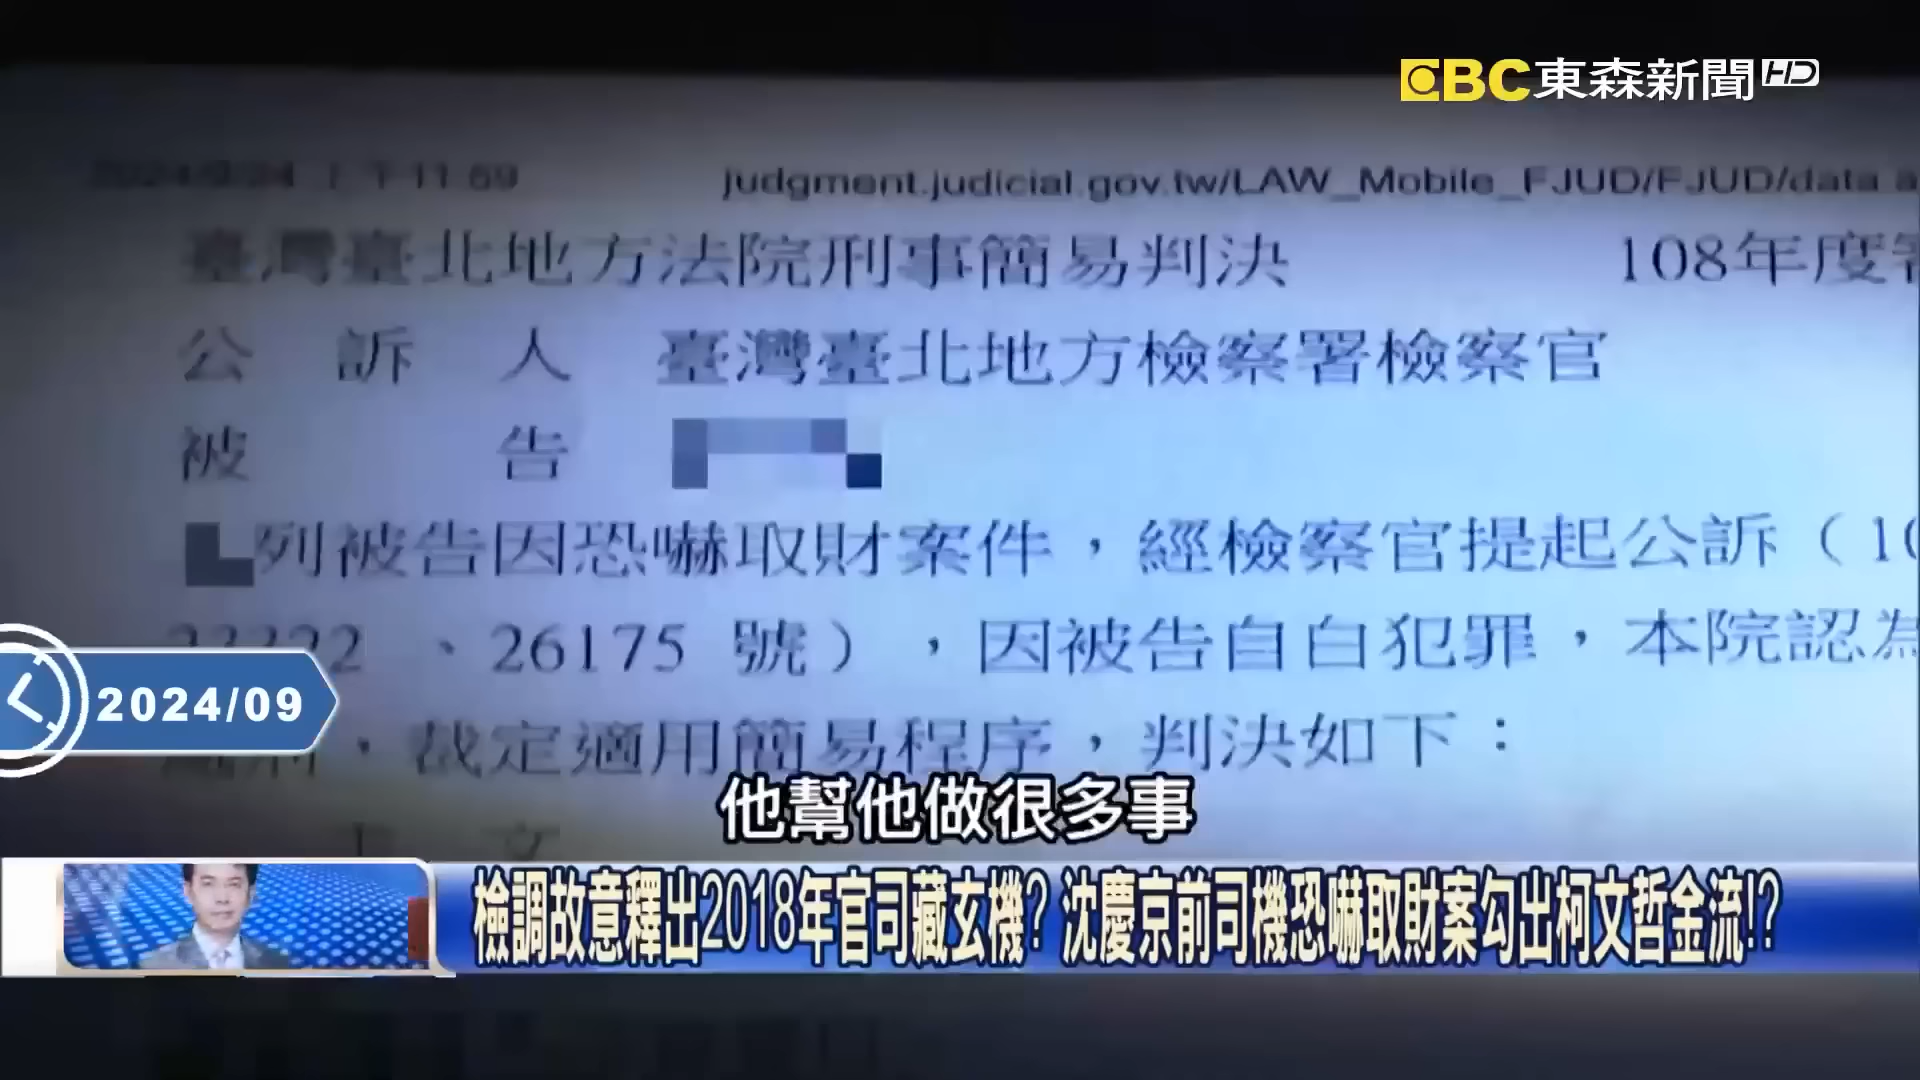 EBC東森新聞HD
11:59 judgment.judicial.gov.tw/LAW_Mobile_FJUD/FJUD/data.a
臺灣臺北地方法院刑事簡易判決 108年度審
公訴人 臺灣臺北地方檢察署檢察官
被告
列被告因恐嚇取財案件，經檢察官提起公訴（10
、26175 號），因被告自白犯罪，本院認為
，裁定適用簡易程序，判決如下：
2024/09
他幫他做很多事
檢調故意釋出2018年官司藏玄機? 沈慶京前司機恐嚇取財案勾出柯文哲金流!?